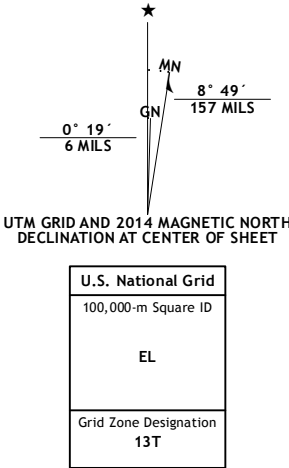 ★
MN
GN
8° 49´
157 MILS
0° 19´
6 MILS
UTM GRID AND 2014 MAGNETIC NORTH
DECLINATION AT CENTER OF SHEET
U.S. National Grid
100,000-m Square ID
EL
Grid Zone Designation
13T